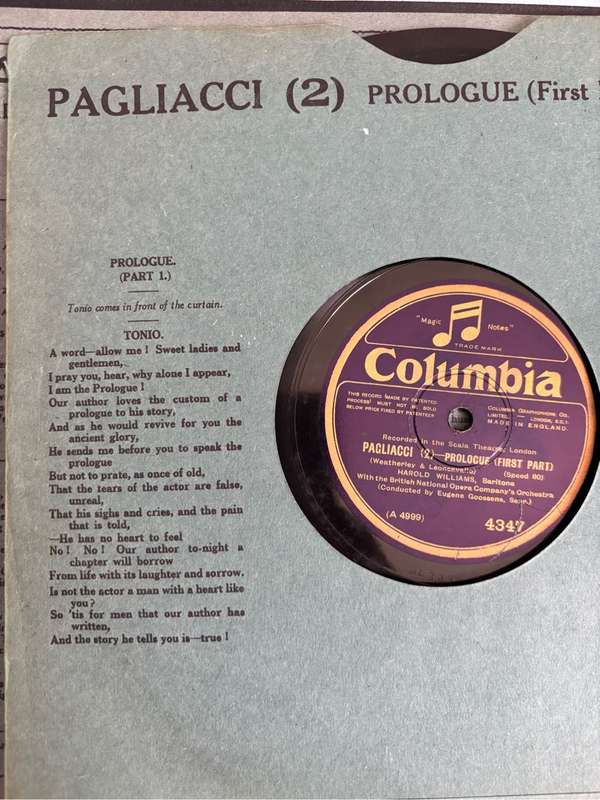 PAGLIACCI (2) PROLOGUE (First
PROLOGUE.
(PART 1.)
Tonio comes in front of the curtain.
TONIO.
A word—allow me! Sweet ladies and
gentlemen,
I pray you, hear, why alone I appear,
I am the Prologue!
Our author loves the custom of a
prologue to his story,
And as he would revive for you the
ancient glory,
He sends me before you to speak the
prologue
But not to prate, as once of old,
That the tears of the actor are false,
unreal,
That his sighs and cries, and the pain
that is told,
—He has no heart to feel
No! No! Our author to-night a
chapter will borrow
From life with its laughter and sorrow.
Is not the actor a man with a heart like
you?
So 'tis for men that our author has
written,
And the story he tells you is—true!
"Magic Notes"
TRADE MARK
Columbia
THIS RECORD (MADE BY PATENTED
PROCESS) MUST NOT BE SOLD
BELOW PRICE FIXED BY PATENTEES
COLUMBIA GRAPHOPHONE CO.
LIMITED — LONDON, E.C.1.
MADE IN ENGLAND.
Recorded in the Scala Theatre, London
PAGLIACCI (2)—PROLOGUE (FIRST PART)
(Weatherley & Leoncavallo) (Speed 80)
HAROLD WILLIAMS, Baritone
With the British National Opera Company's Orchestra
(Conducted by Eugene Goossens, Senr.)
(A 4999)
4347